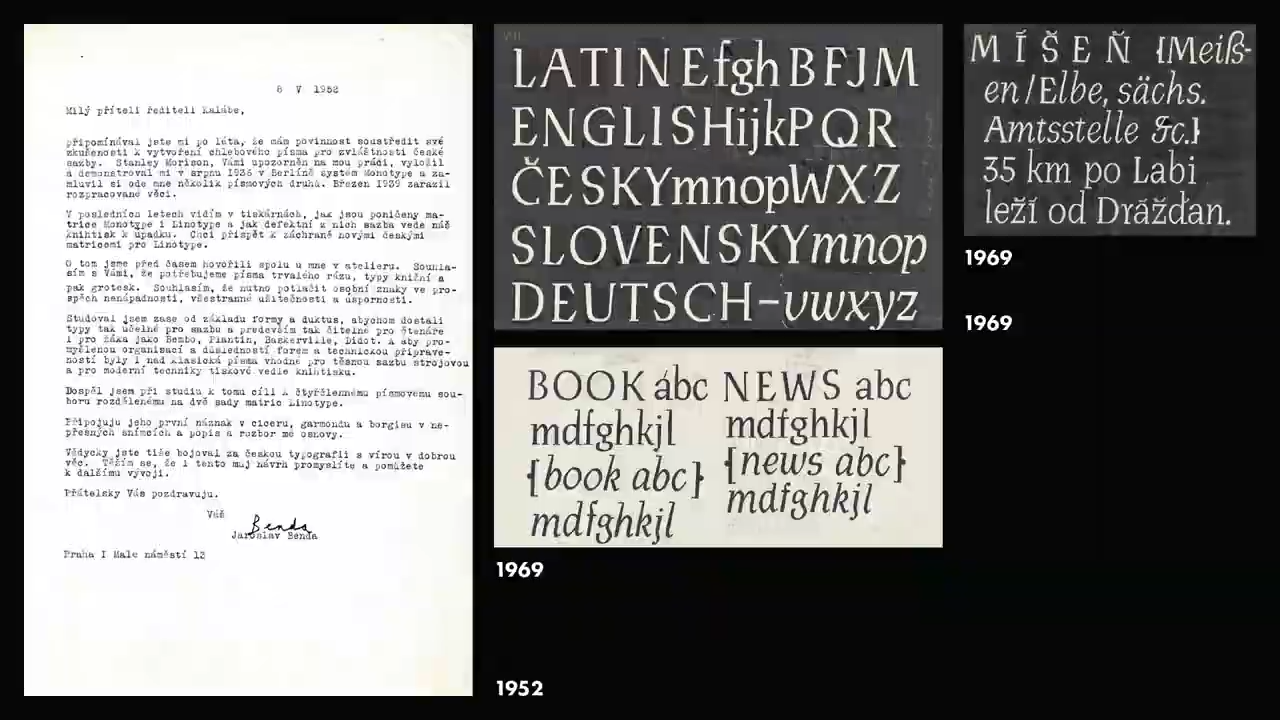 8 V 1952
Milý příteli řediteli Kalábe,
připomínával jste mi po léta, že mám povinnost soustředit své
zkušenosti k vytvoření chlebového písma pro zvláštnosti české
sazby. Stanley Morison, Vámi upozorněn na mou práci, vyložil
a demonstroval mi v srpnu 1936 v Berlíně systém Monotype a za-
mluvil si ode mne několik písmových druhů. Březen 1939 zarazil
rozpracované věci.
V posledních letech vidím v tiskárnách, jak jsou poničeny ma-
trice Monotype i Linotype a jak defektní z nich sazba vede náš
knihtisk k úpadku. Chci přispět k záchraně novými českými
matricemi pro Linotype.
O tom jsme před časem hovořili spolu u mne v atelieru. Souhla-
sím s Vámi, že potřebujeme písma trvalého rázu, typy knižní a
pak grotesk. Souhlasím, že nutno potlačit osobní znaky ve pro-
spěch nenápadnosti, všestranné užitečnosti a úspornosti.
Studoval jsem zase od základu formy a duktus, abychom dostali
typy tak účelné pro sazbu a především tak čitelné pro čtenáře
i pro žáka jako Bembo, Plantin, Baskerville, Didot. A aby pro-
myšlenou organisací a důsledností forem a technickou připrave-
ností byly i nad klasická písma vhodné pro těsnou sazbu strojovou
a pro moderní techniky tiskové vedle knihtisku.
Dospěl jsem při studiu k tomu cíli k čtyřčlennému písmovému sou-
boru rozdělenému na dvě sady matric Linotype.
Připojuju jeho první náznak v ciceru, garmondu a borgisu v ne-
přesných snímcích a popis a rozbor mé osnovy.
Vždycky jste tiše bojoval za českou typografii s vírou v dobrou
věc. Těším se, že i tento muj návrh promyslíte a pomůžete
k dalšímu vývoji.
Přátelsky Vás pozdravuju.
Váš
Benda
Jaroslav Benda
Praha I Malé náměstí 12
LATINEfghBFJM
ENGLISHijkPQR
ČESKYmnopWXZ
SLOVENSKYmnop
DEUTSCH–vwxyz
BOOK ábc
mdfghkjl
{book abc}
mdfghkjl
NEWS abc
mdfghkjl
{news abc}
mdfghkjl
1969
1952
MÍŠEŇ {Meiß-
en/Elbe, sächs.
Amtsstelle &c.}
35 km po Labi
leží od Drážďan.
1969
1969